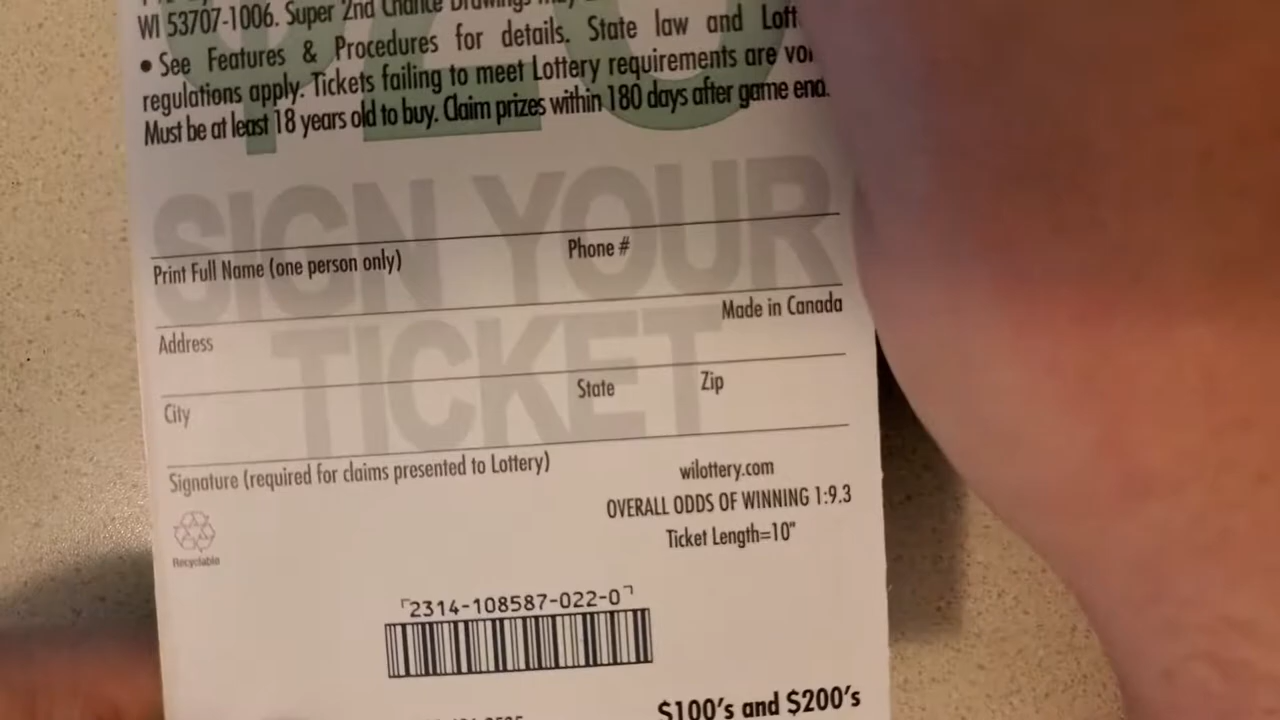 WI 53707-1006. Super 2nd Chance Drawings may
• See Features & Procedures for details. State law and Lott
regulations apply. Tickets failing to meet Lottery requirements are voi
Must be at least 18 years old to buy. Claim prizes within 180 days after game end.
SIGN YOUR
TICKET
Print Full Name (one person only) Phone #
Made in Canada
Address
City State Zip
Signature (required for claims presented to Lottery)
wilottery.com
OVERALL ODDS OF WINNING 1:9.3
Ticket Length=10"
Recyclable
2314-108587-022-0
$100's and $200's